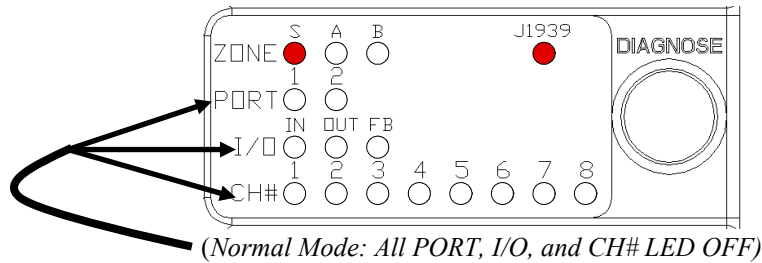 S A B J1939
ZONE
DIAGNOSE
1 2
PORT
IN OUT FB
I/O
1 2 3 4 5 6 7 8
CH#
(Normal Mode: All PORT, I/O, and CH# LED OFF)